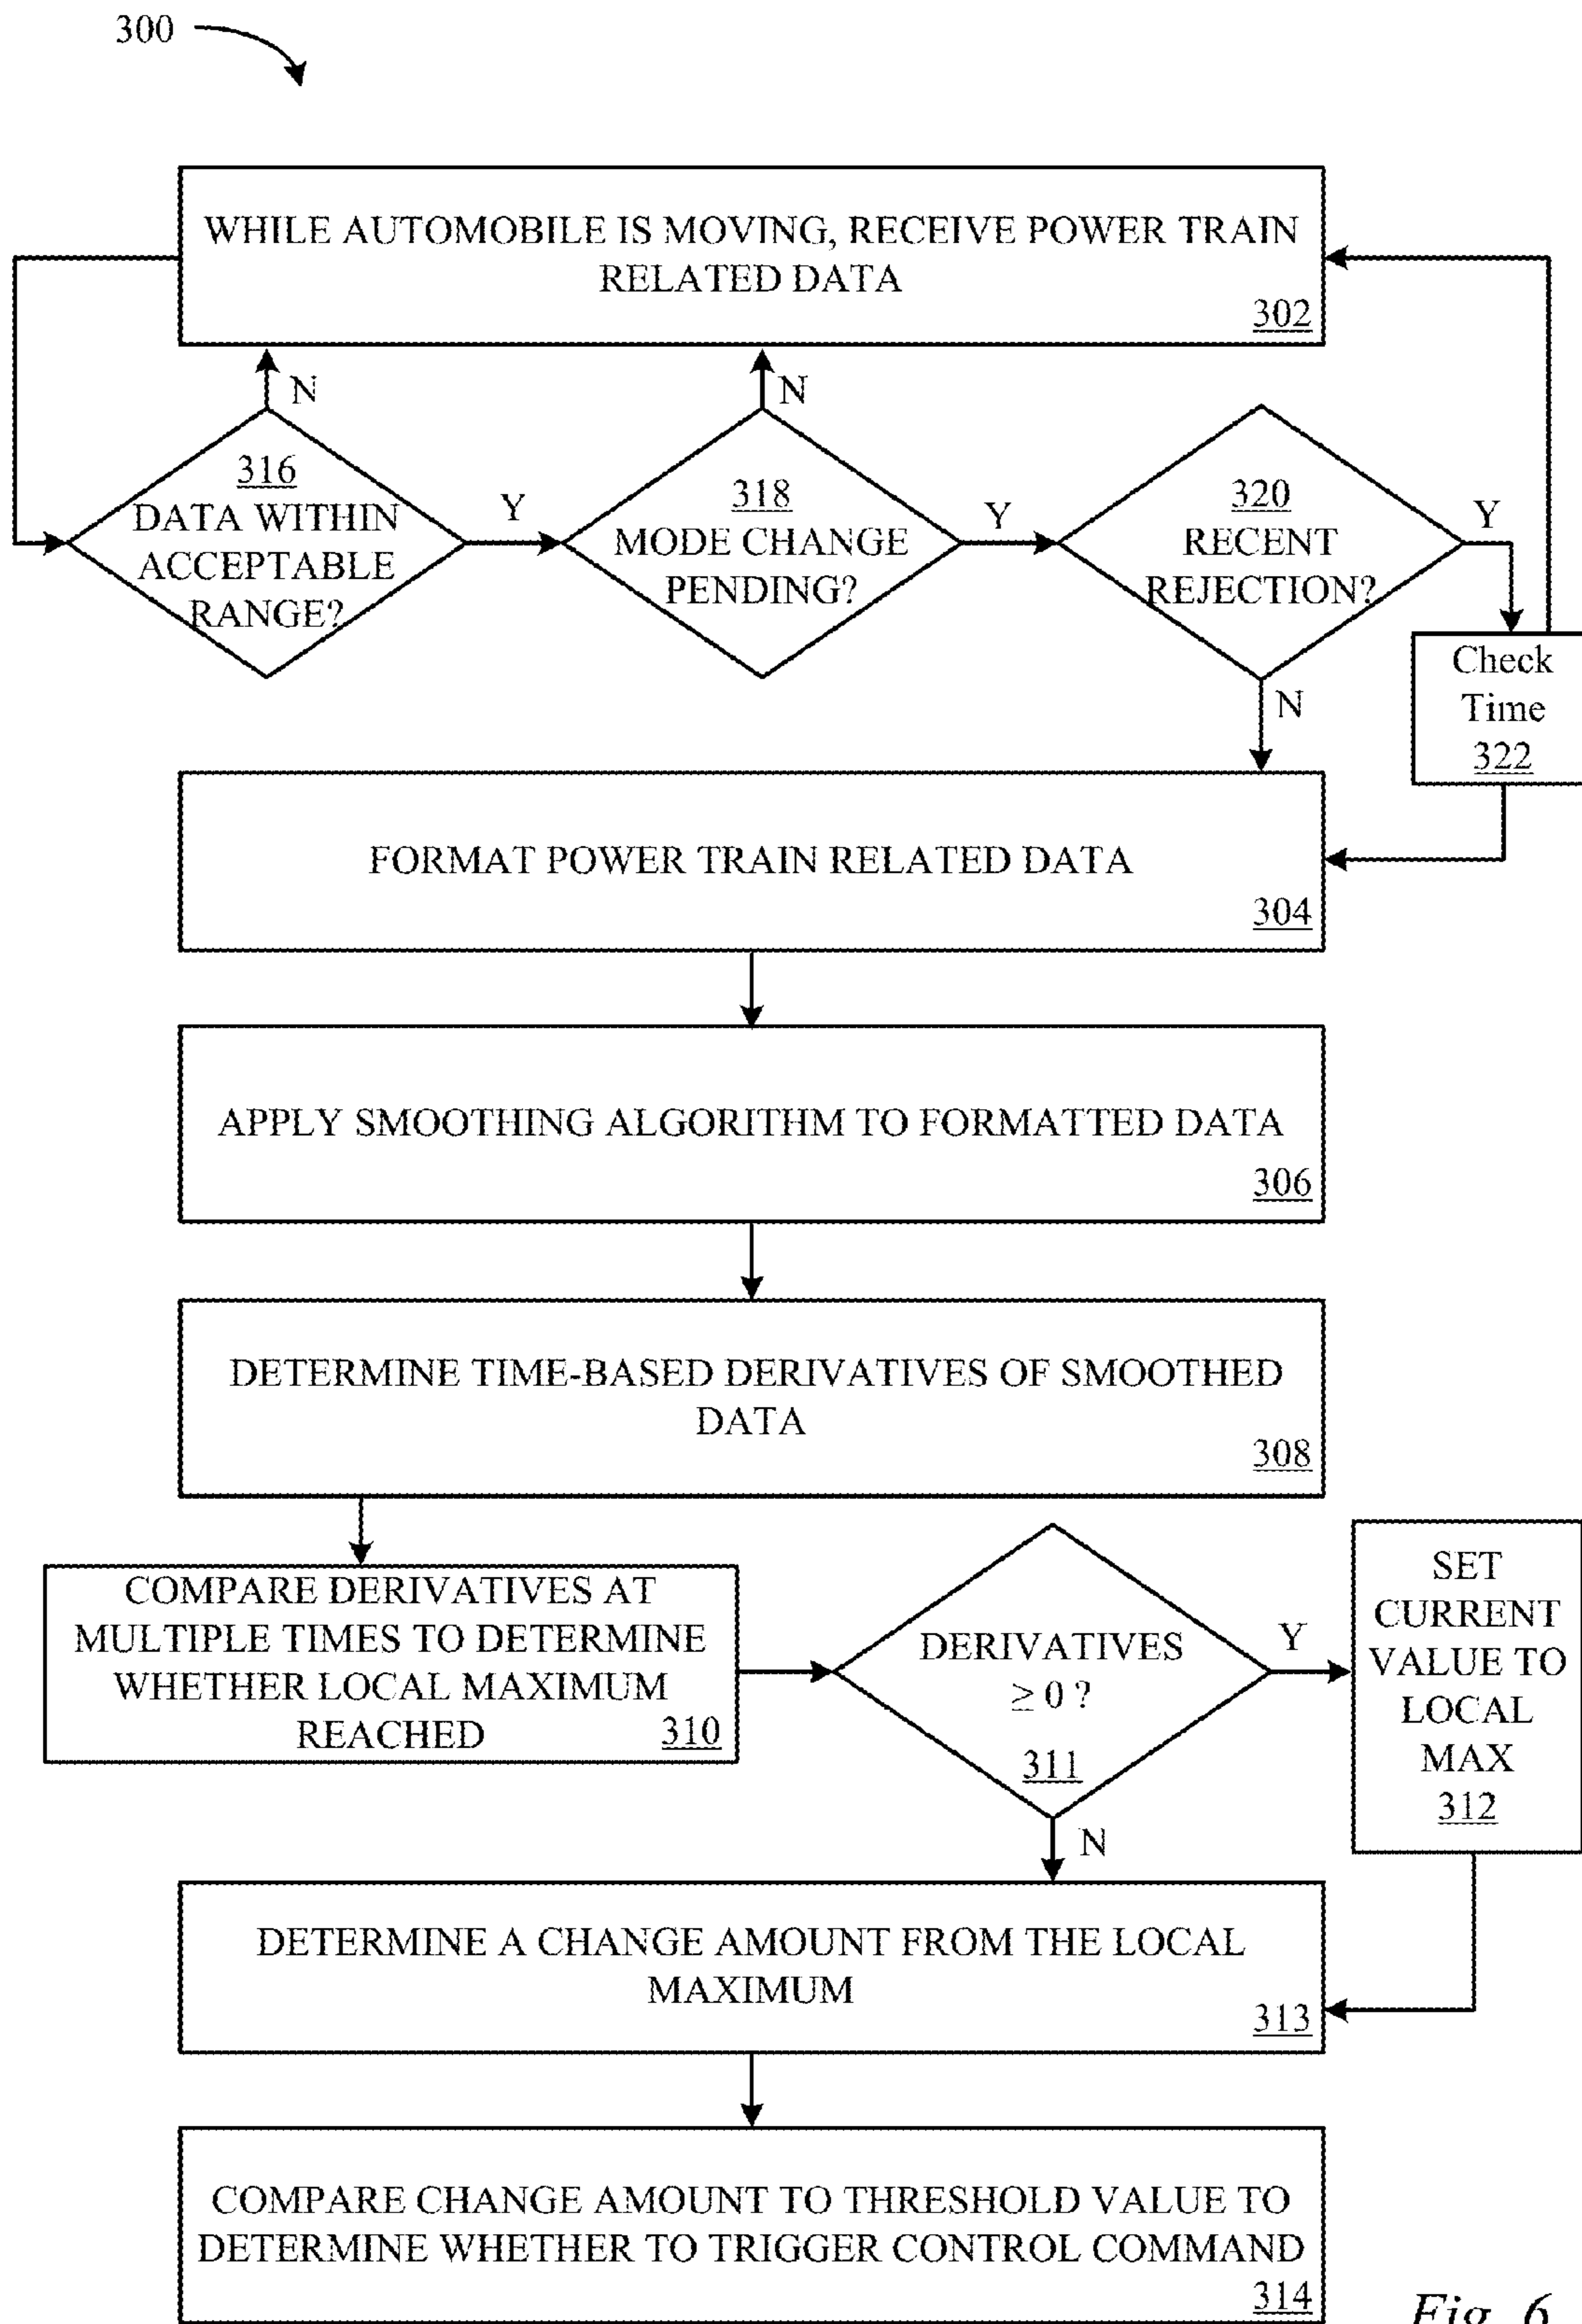 300
WHILE AUTOMOBILE IS MOVING, RECEIVE POWER TRAIN
RELATED DATA
302
N
N
316
DATA WITHIN
ACCEPTABLE
RANGE?
Y
318
MODE CHANGE
PENDING?
Y
320
RECENT
REJECTION?
Y
N
Check
Time
322
FORMAT POWER TRAIN RELATED DATA
304
APPLY SMOOTHING ALGORITHM TO FORMATTED DATA
306
DETERMINE TIME-BASED DERIVATIVES OF SMOOTHED
DATA
308
COMPARE DERIVATIVES AT
MULTIPLE TIMES TO DETERMINE
WHETHER LOCAL MAXIMUM
REACHED
310
DERIVATIVES
≥ 0 ?
311
Y
N
SET
CURRENT
VALUE TO
LOCAL
MAX
312
DETERMINE A CHANGE AMOUNT FROM THE LOCAL
MAXIMUM
313
COMPARE CHANGE AMOUNT TO THRESHOLD VALUE TO
DETERMINE WHETHER TO TRIGGER CONTROL COMMAND
314
Fig. 6